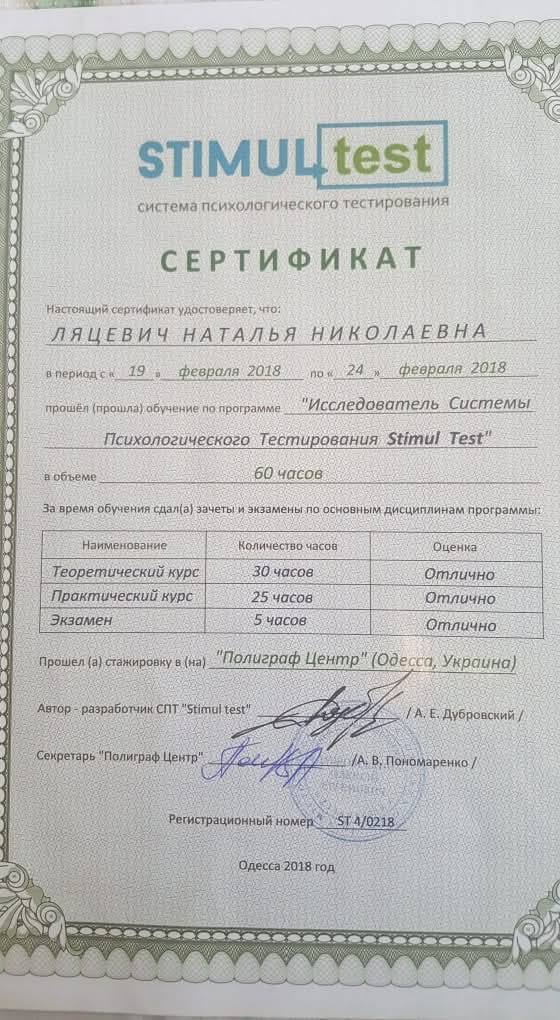 STIMUL test
система психологического тестирования
СЕРТИФИКАТ
Настоящий сертификат удостоверяет, что:
ЛЯЦЕВИЧ НАТАЛЬЯ НИКОЛАЕВНА
в период с « 19 » февраля 2018 по « 24 » февраля 2018
прошёл (прошла) обучение по программе "Исследователь Системы
Психологического Тестирования Stimul Test"
в объеме 60 часов
За время обучения сдал(а) зачеты и экзамены по основным дисциплинам программы:
Наименование Количество часов Оценка
Теоретический курс 30 часов Отлично
Практический курс 25 часов Отлично
Экзамен 5 часов Отлично
Прошел (а) стажировку в (на) "Полиграф Центр" (Одесса, Украина)
Автор - разработчик СПТ "Stimul test" / А. Е. Дубровский /
Секретарь "Полиграф Центр" /А. В. Пономаренко /
Регистрационный номер ST 4/0218
Одесса 2018 год